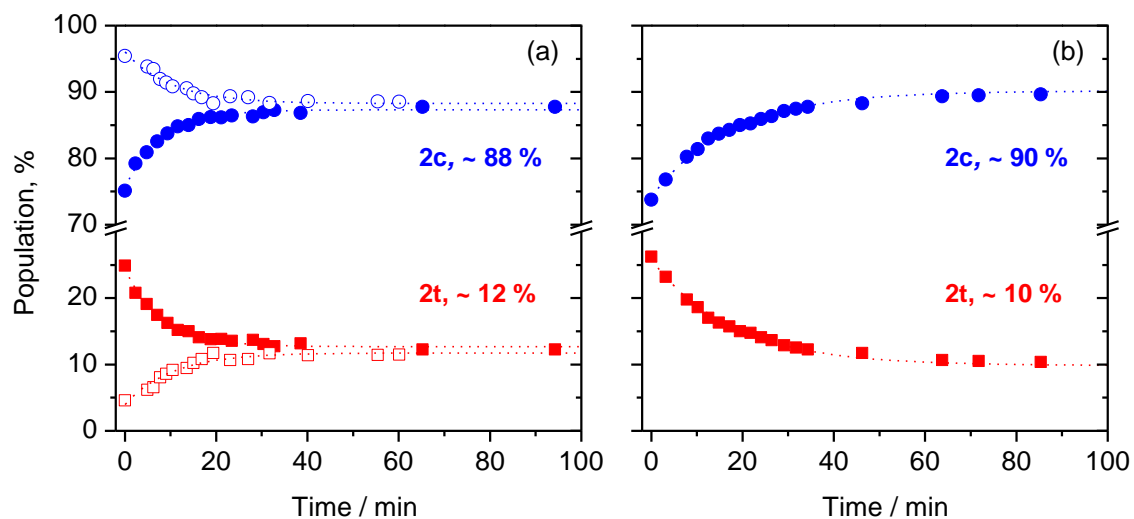 100
(a)
(b)
90
2c, ~ 88 %
2c, ~ 90 %
80
70
Population, %
20
2t, ~ 12 %
2t, ~ 10 %
10
0
0 20 40 60 80 100
0 20 40 60 80 100
Time / min
Time / min